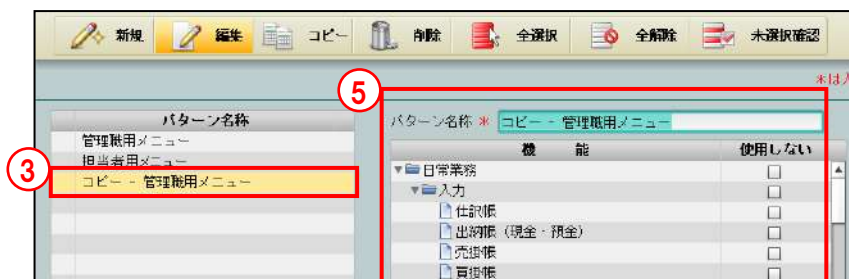 新規 編集 コピー 削除 全選択 全解除 未選択確認
*は入
⑤
パターン名称
管理職用メニュー
担当者用メニュー
③
コピー - 管理職用メニュー
パターン名称 * コピー - 管理職用メニュー
機 能 使用しない
日常業務
入力
仕訳帳
出納帳（現金・預金）
売掛帳
買掛帳